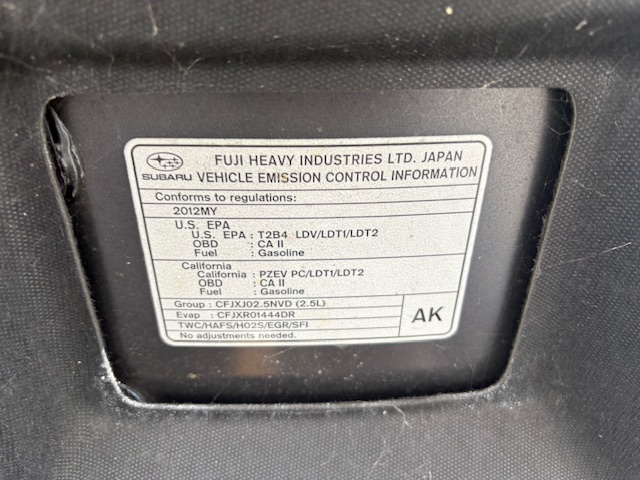 FUJI HEAVY INDUSTRIES LTD. JAPAN
SUBARU VEHICLE EMISSION CONTROL INFORMATION
Conforms to regulations:
2012MY
U.S. EPA
U.S. EPA : T2B4 LDV/LDT1/LDT2
OBD : CA II
Fuel : Gasoline
California
California : PZEV PC/LDT1/LDT2
OBD : CA II
Fuel : Gasoline
Group : CFJXJ02.5NVD (2.5L)
Evap : CFJXR01444DR
TWC/HAFS/HO2S/EGR/SFI
No adjustments needed.
AK